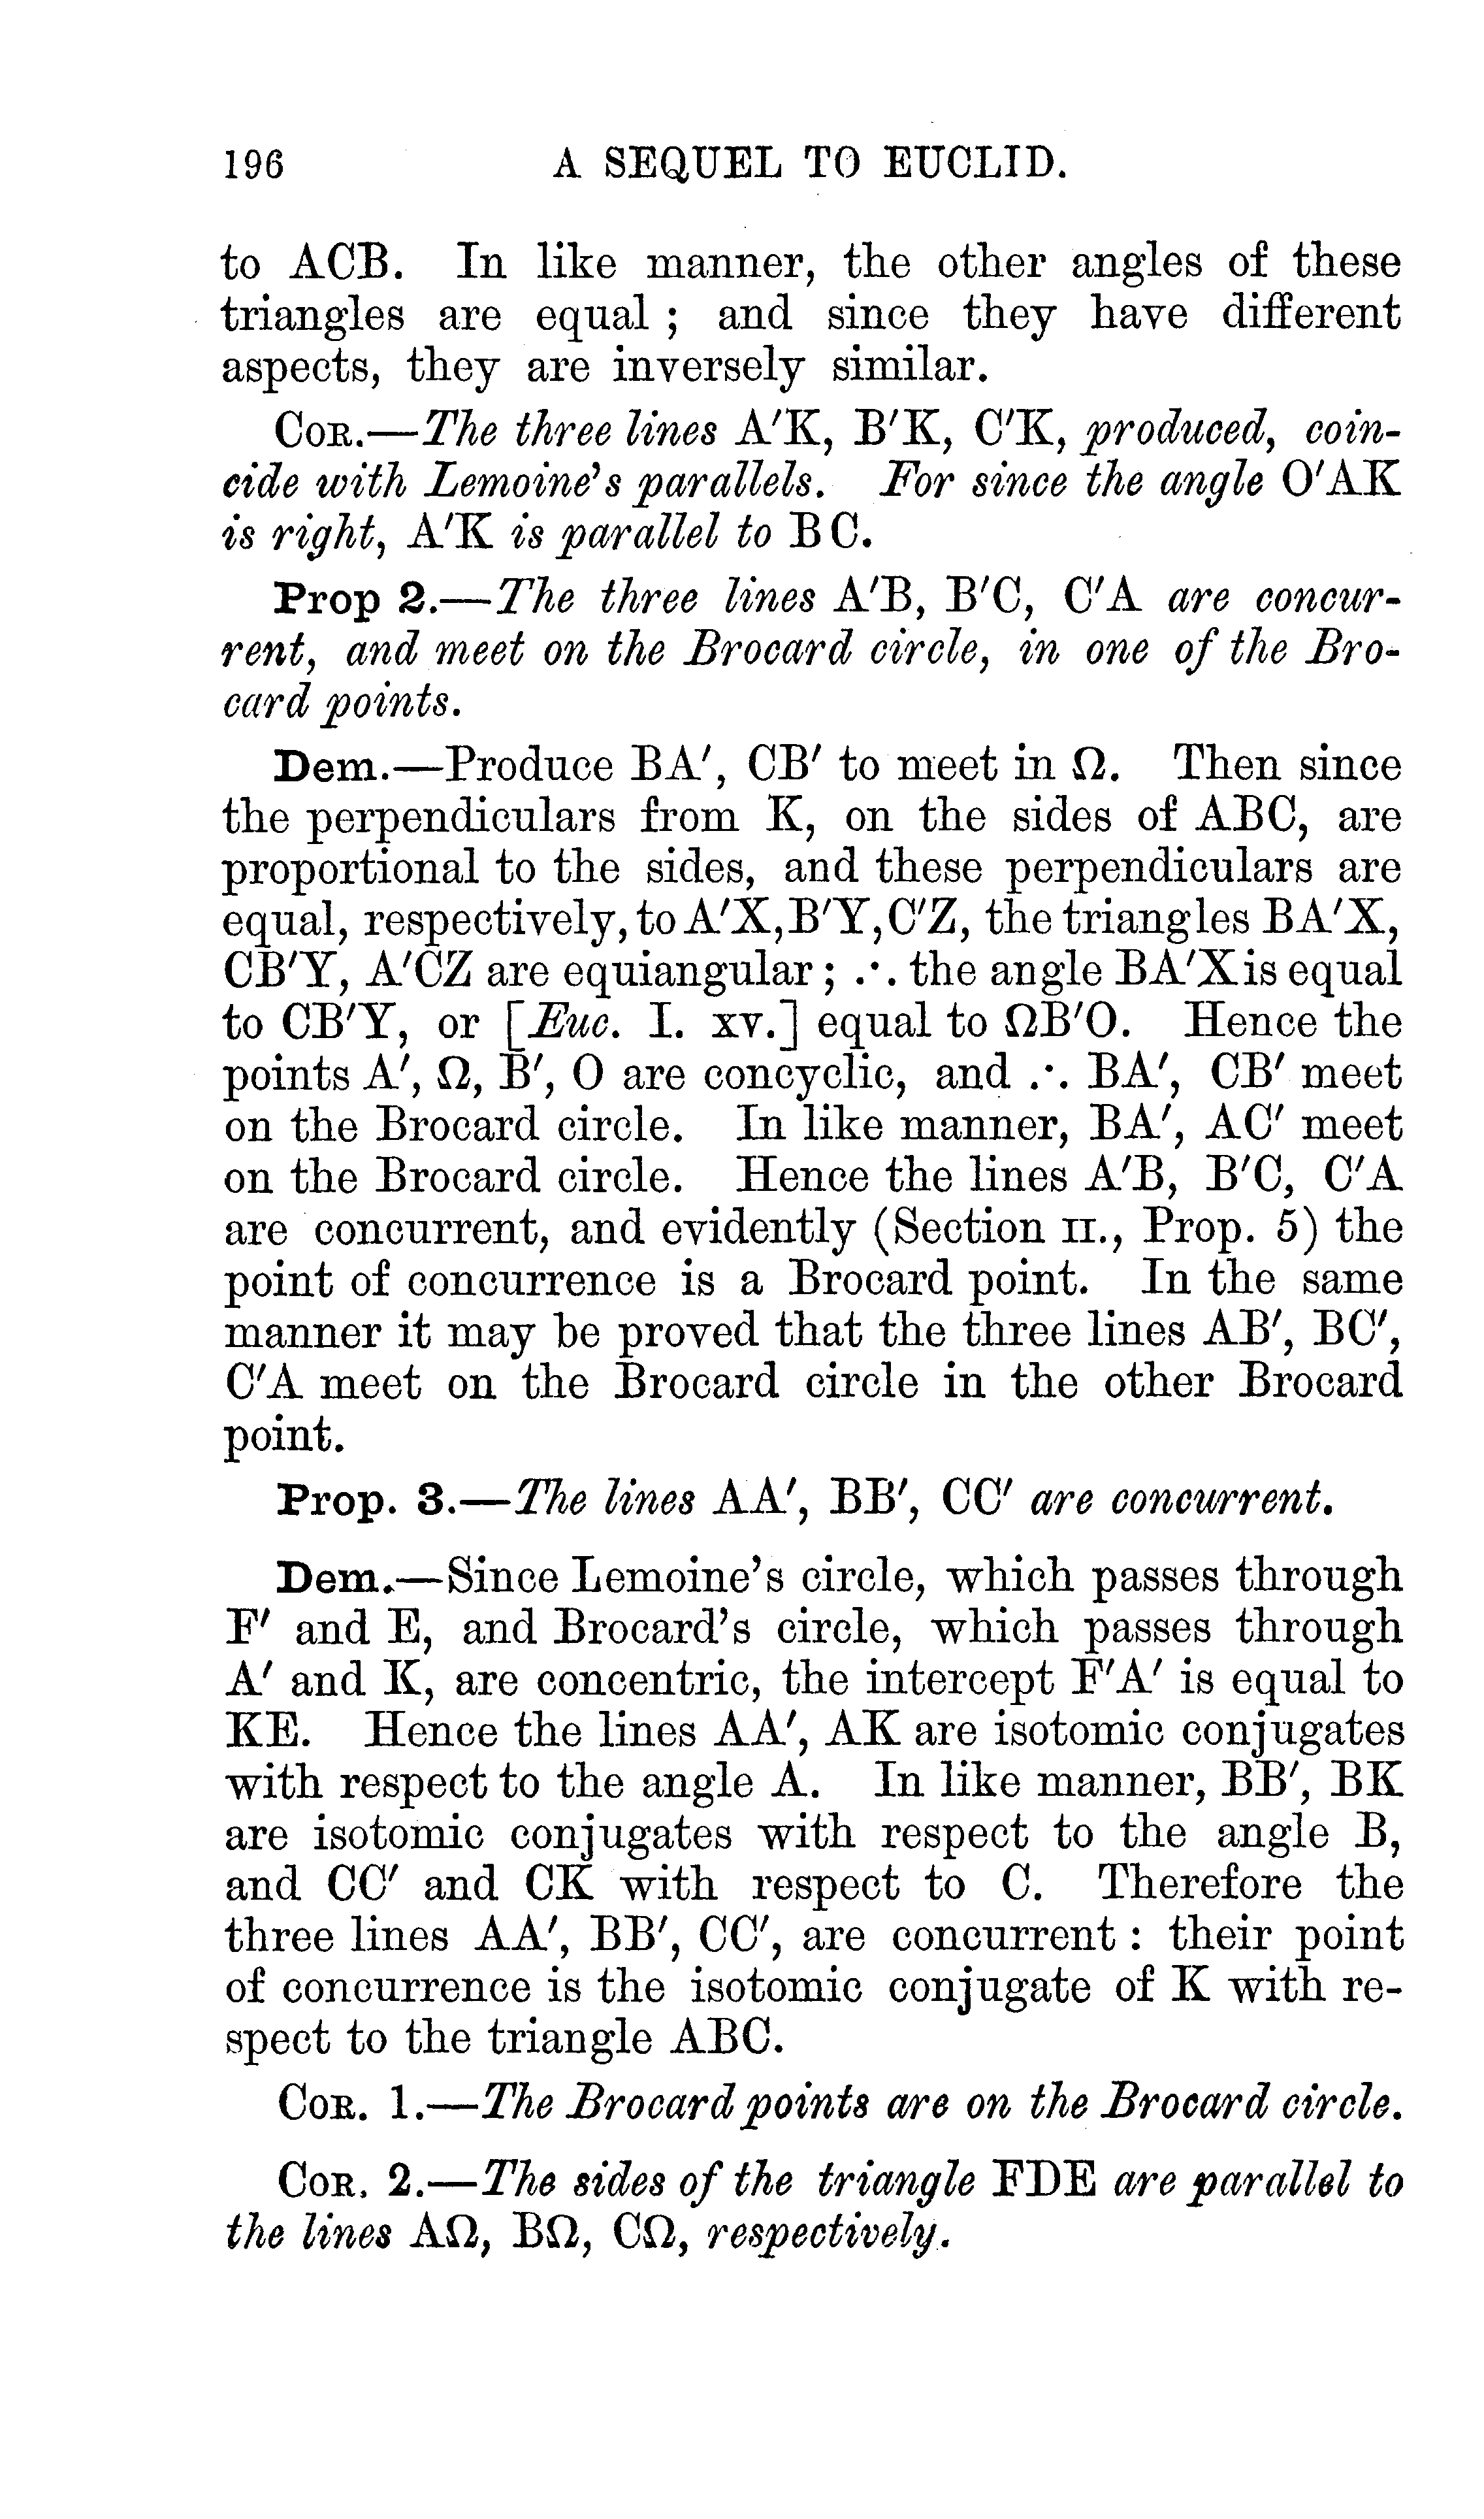 196 A SEQUEL TO EUCLID.
to ACB. In like manner, the other angles of these
triangles are equal ; and since they have different
aspects, they are inversely similar.
Cor.—The three lines A′K, B′K, C′K, produced, coin-
cide with Lemoine's parallels. For since the angle O′AK
is right, A′K is parallel to BC.
Prop 2.—The three lines A′B, B′C, C′A are concur-
rent, and meet on the Brocard circle, in one of the Bro-
card points.
Dem.—Produce BA′, CB′ to meet in Ω. Then since
the perpendiculars from K, on the sides of ABC, are
proportional to the sides, and these perpendiculars are
equal, respectively, to A′X, B′Y, C′Z, the triangles BA′X,
CB′Y, A′CZ are equiangular ; ∴ the angle BA′X is equal
to CB′Y, or [Euc. I. xv.] equal to ΩB′O. Hence the
points A′, Ω, B′, O are concyclic, and ∴ BA′, CB′ meet
on the Brocard circle. In like manner, BA′, AC′ meet
on the Brocard circle. Hence the lines A′B, B′C, C′A
are concurrent, and evidently (Section II., Prop. 5) the
point of concurrence is a Brocard point. In the same
manner it may be proved that the three lines AB′, BC′,
C′A meet on the Brocard circle in the other Brocard
point.
Prop. 3.—The lines AA′, BB′, CC′ are concurrent.
Dem.—Since Lemoine's circle, which passes through
F′ and E, and Brocard's circle, which passes through
A′ and K, are concentric, the intercept F′A′ is equal to
KE. Hence the lines AA′, AK are isotomic conjugates
with respect to the angle A. In like manner, BB′, BK
are isotomic conjugates with respect to the angle B,
and CC′ and CK with respect to C. Therefore the
three lines AA′, BB′, CC′, are concurrent : their point
of concurrence is the isotomic conjugate of K with re-
spect to the triangle ABC.
Cor. 1.—The Brocard points are on the Brocard circle.
Cor. 2.—The sides of the triangle FDE are parallel to
the lines AΩ, BΩ, CΩ, respectively.